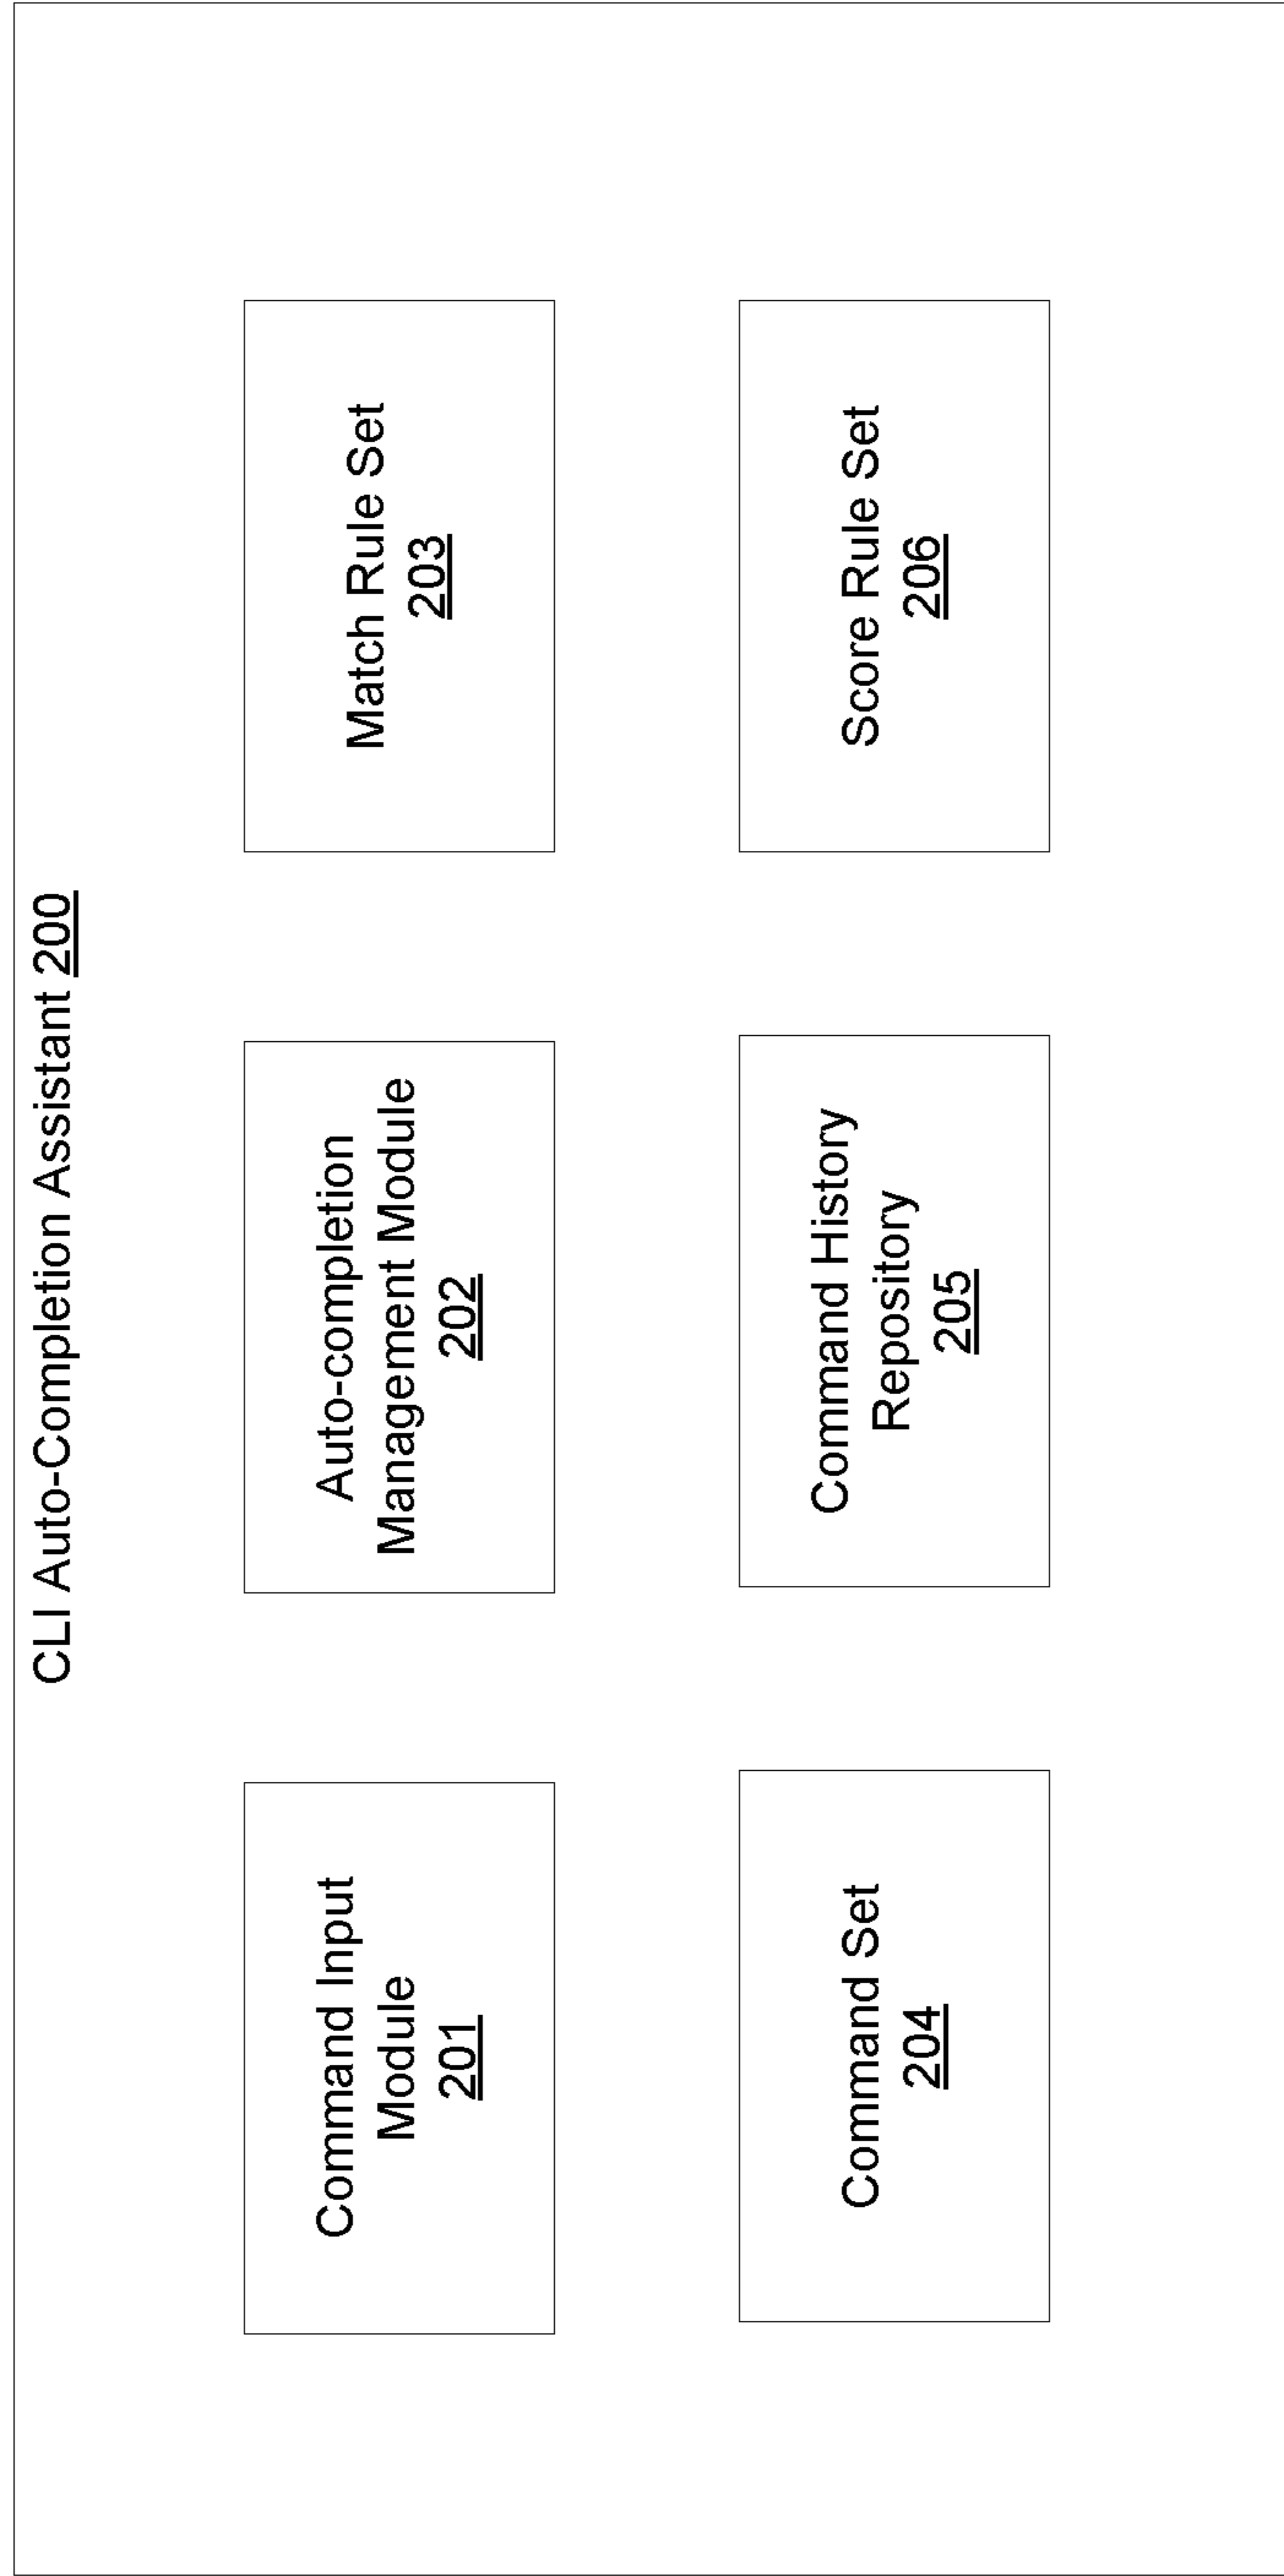 CLI Auto-Completion Assistant 200
Command Input
Module
201
Auto-completion
Management Module
202
Match Rule Set
203
Command Set
204
Command History
Repository
205
Score Rule Set
206